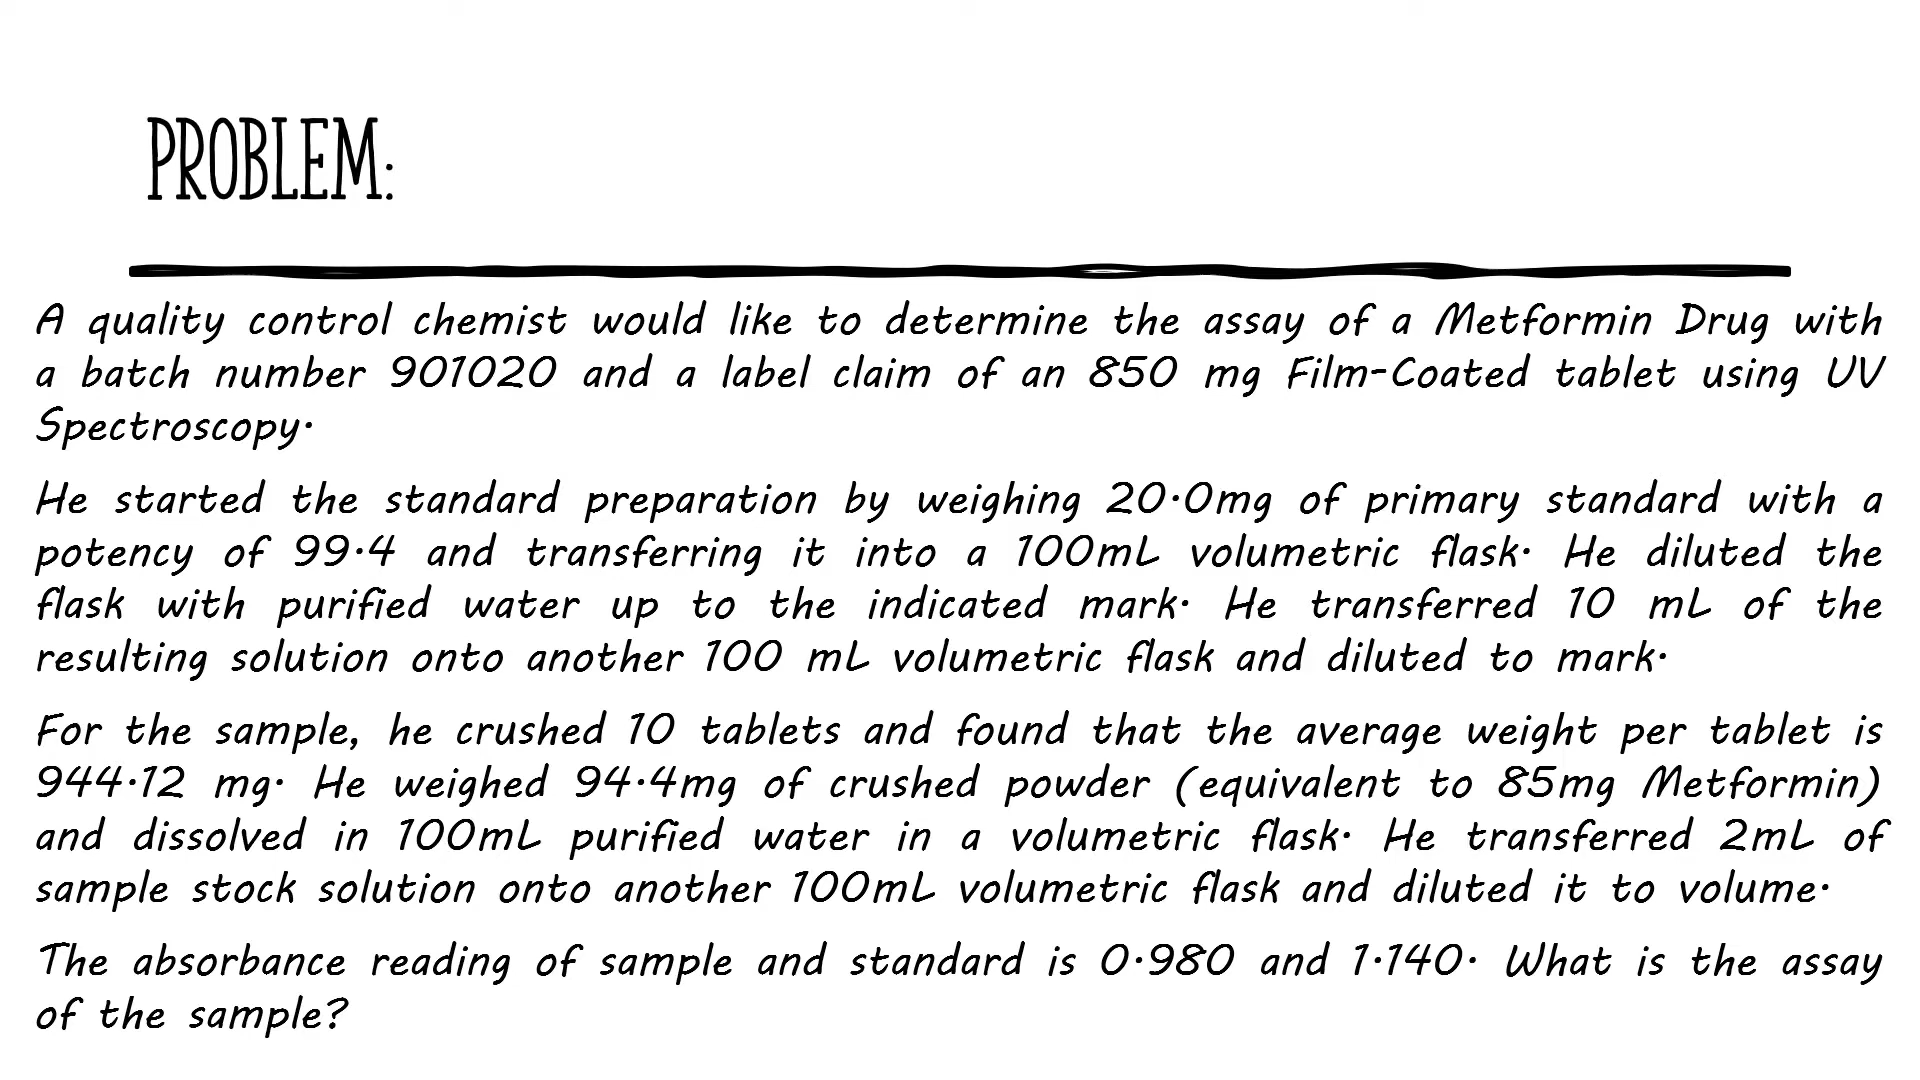 PROBLEM:
A quality control chemist would like to determine the assay of a Metformin Drug with
a batch number 901020 and a label claim of an 850 mg Film-Coated tablet using UV
Spectroscopy.
He started the standard preparation by weighing 20.0mg of primary standard with a
potency of 99.4 and transferring it into a 100mL volumetric flask. He diluted the
flask with purified water up to the indicated mark. He transferred 10 mL of the
resulting solution onto another 100 mL volumetric flask and diluted to mark.
For the sample, he crushed 10 tablets and found that the average weight per tablet is
944.12 mg. He weighed 94.4mg of crushed powder (equivalent to 85mg Metformin)
and dissolved in 100mL purified water in a volumetric flask. He transferred 2mL of
sample stock solution onto another 100mL volumetric flask and diluted it to volume.
The absorbance reading of sample and standard is 0.980 and 1.140. What is the assay
of the sample?